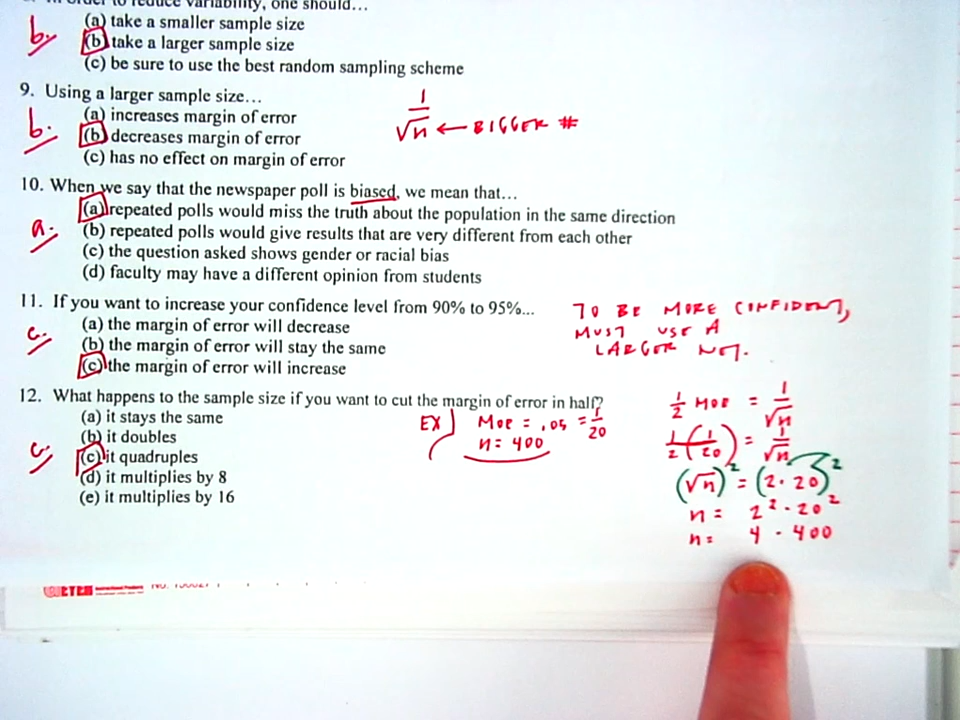 In order to reduce variability, one should…
(a) take a smaller sample size
b. (b) take a larger sample size
(c) be sure to use the best random sampling scheme
9. Using a larger sample size…
(a) increases margin of error
b. (b) decreases margin of error
(c) has no effect on margin of error
1
√n ← BIGGER #
10. When we say that the newspaper poll is biased, we mean that…
(a) repeated polls would miss the truth about the population in the same direction
a. (b) repeated polls would give results that are very different from each other
(c) the question asked shows gender or racial bias
(d) faculty may have a different opinion from students
11. If you want to increase your confidence level from 90% to 95%...
(a) the margin of error will decrease
c. (b) the margin of error will stay the same
(c) the margin of error will increase
TO BE MORE CONFIDENT,
MUST USE A
LARGER NET.
12. What happens to the sample size if you want to cut the margin of error in half?
(a) it stays the same
(b) it doubles
c. (c) it quadruples
(d) it multiplies by 8
(e) it multiplies by 16
EX) MOE = .05 = 1/20
n = 400
1/2 MOE = 1/√n
1/2 (1/20) = 1/√n
(√n)² = (2·20)²
n = 2² · 20²
n = 4 · 400